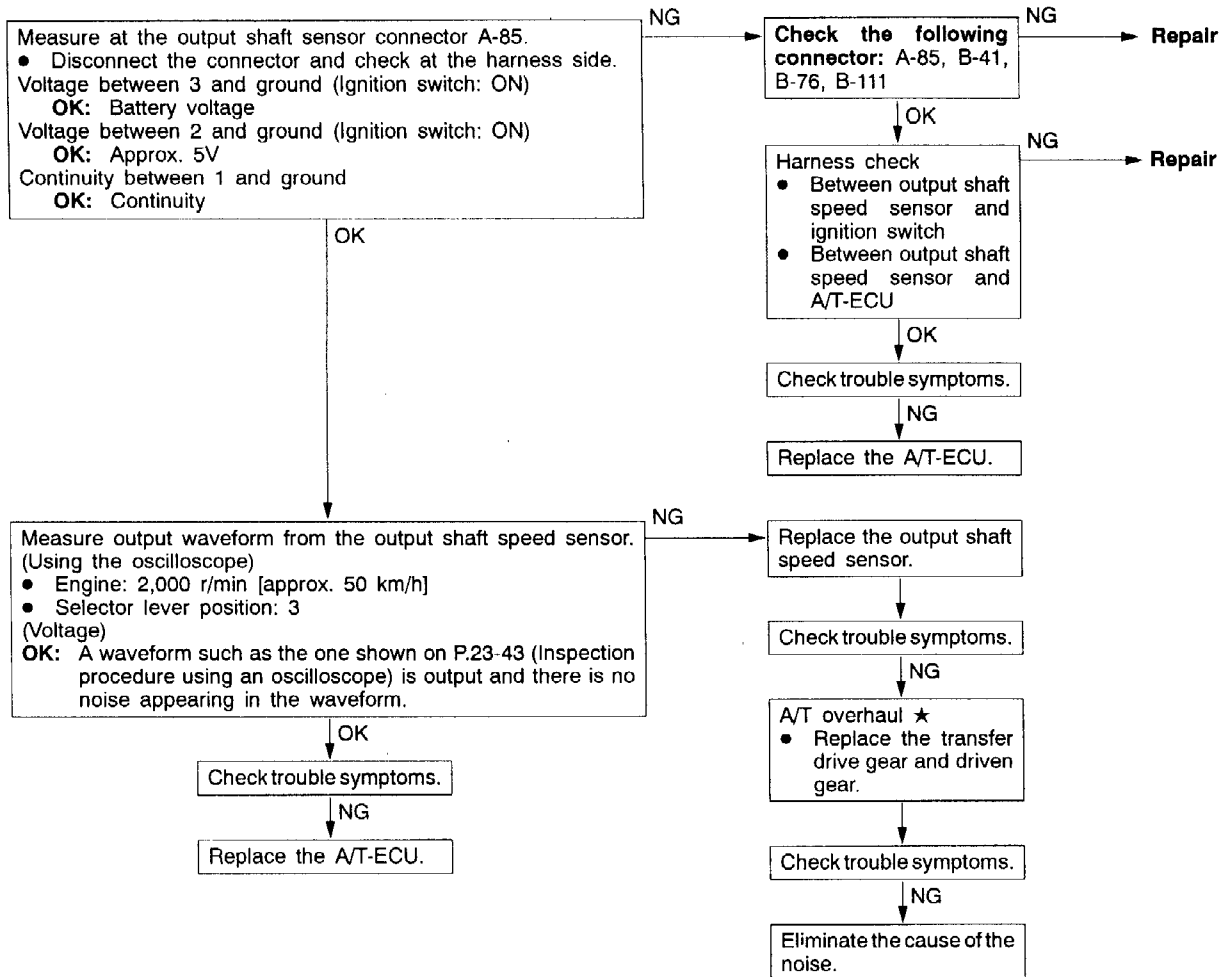 Measure at the output shaft sensor connector A-85.
● Disconnect the connector and check at the harness side.
Voltage between 3 and ground (Ignition switch: ON)
OK: Battery voltage
Voltage between 2 and ground (Ignition switch: ON)
OK: Approx. 5V
Continuity between 1 and ground
OK: Continuity
NG
Check the following
connector: A-85, B-41,
B-76, B-111
NG
Repair
OK
Harness check
● Between output shaft
speed sensor and
ignition switch
● Between output shaft
speed sensor and
A/T-ECU
NG
Repair
OK
Check trouble symptoms.
NG
Replace the A/T-ECU.
OK
Measure output waveform from the output shaft speed sensor.
(Using the oscilloscope)
● Engine: 2,000 r/min [approx. 50 km/h]
● Selector lever position: 3
(Voltage)
OK: A waveform such as the one shown on P.23-43 (Inspection
procedure using an oscilloscope) is output and there is no
noise appearing in the waveform.
OK
Check trouble symptoms.
NG
Replace the A/T-ECU.
NG
Replace the output shaft
speed sensor.
Check trouble symptoms.
NG
A/T overhaul ★
● Replace the transfer
drive gear and driven
gear.
Check trouble symptoms.
NG
Eliminate the cause of the
noise.